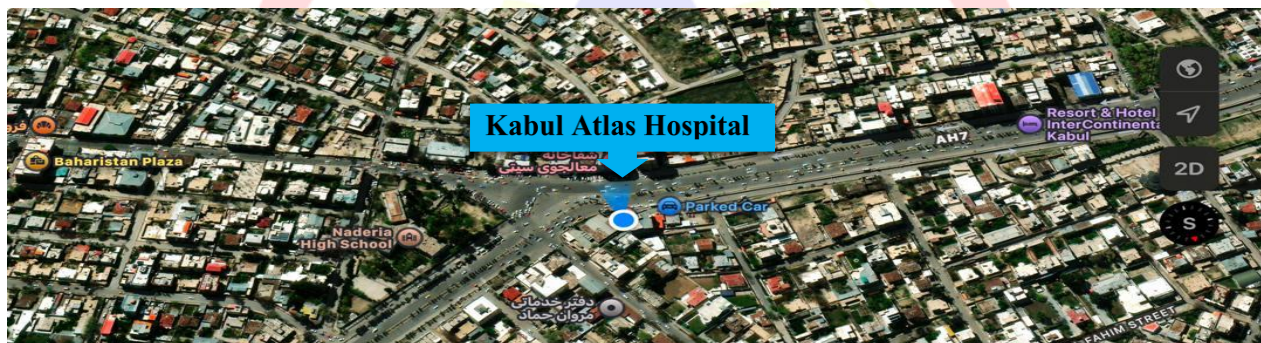 Kabul Atlas Hospital
شفاخانه
معالجوی سیتی
Resort & Hotel
InterContinenta
Kabul
AH7
2D
S
Baharistan Plaza
Parked Car
Naderia
High School
دفتر خدماتی
مروان حماد
FAHIM STREET